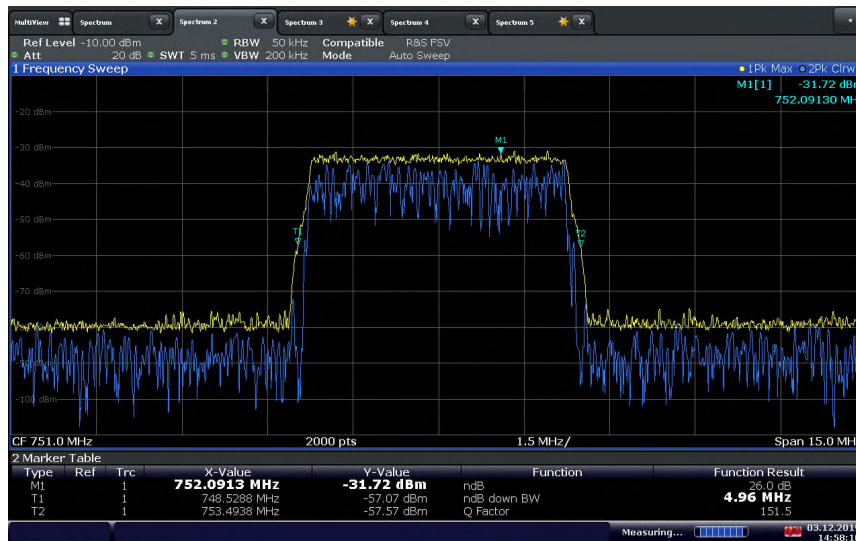 MultiView Spectrum X Spectrum 2 X Spectrum 3 X Spectrum 4 X Spectrum 5 X
Ref Level -10.00 dBm RBW 50 kHz Compatible R&S FSV
Att 20 dB SWT 5 ms VBW 200 kHz Mode Auto Sweep
1 Frequency Sweep 1Pk Max 2Pk Clrw
M1[1] -31.72 dBm
752.09130 MH
-20 dBm
M1
-30 dBm
-40 dBm
-50 dBm
T1 T2
-60 dBm
-70 dBm
-100 dBm
CF 751.0 MHz 2000 pts 1.5 MHz/ Span 15.0 MH
2 Marker Table
Type Ref Trc X-Value Y-Value Function Function Result
M1 1 752.0913 MHz -31.72 dBm ndB 26.0 dB
T1 1 748.5288 MHz -57.07 dBm ndB down BW 4.96 MHz
T2 1 753.4938 MHz -57.57 dBm Q Factor 151.5
Measuring... 03.12.201
14:58:1